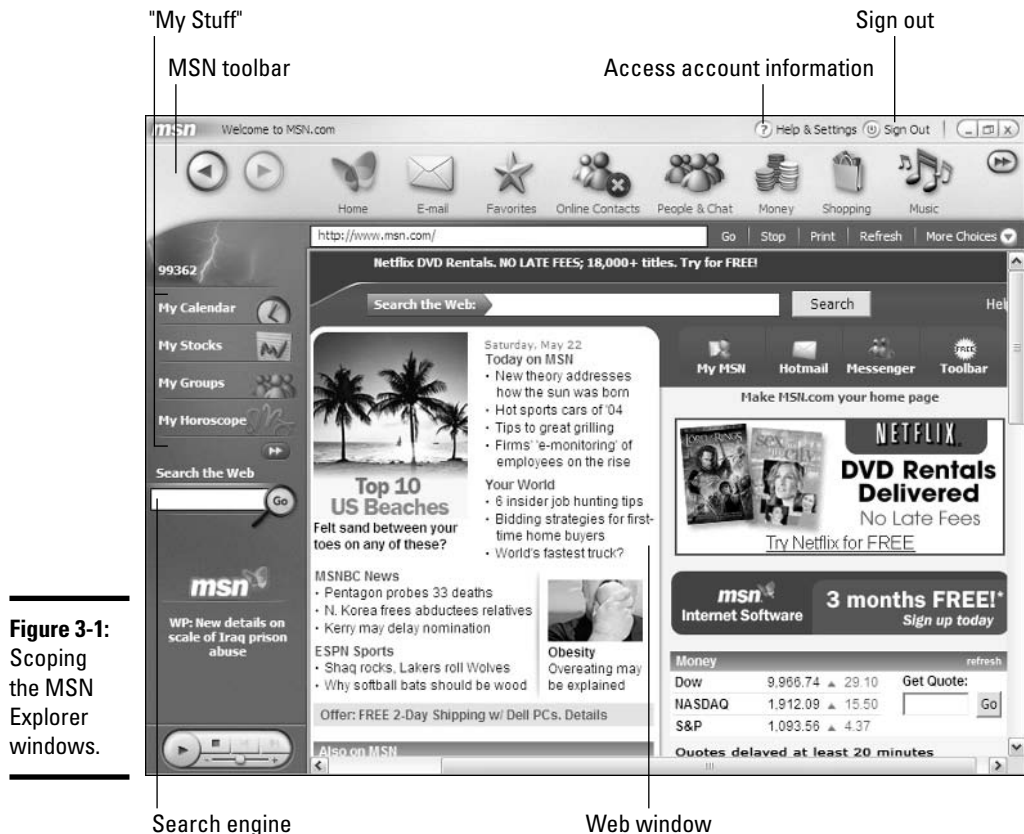 "My Stuff"
Sign out
MSN toolbar
Access account information
msn Welcome to MSN.com
Help & Settings Sign Out
Home E-mail Favorites Online Contacts People & Chat Money Shopping Music
http://www.msn.com/ Go Stop Print Refresh More Choices
99362
My Calendar
My Stocks
My Groups
My Horoscope
Search the Web
Go
msn
WP: New details on
scale of Iraq prison
abuse
Netflix DVD Rentals. NO LATE FEES; 18,000+ titles. Try for FREE!
Search the Web: Search Hel
Top 10
US Beaches
Felt sand between your
toes on any of these?
Saturday, May 22
Today on MSN
· New theory addresses
how the sun was born
· Hot sports cars of '04
· Tips to great grilling
· Firms' 'e-monitoring' of
employees on the rise
Your World
· 6 insider job hunting tips
· Bidding strategies for first-
time home buyers
· World's fastest truck?
MSNBC News
· Pentagon probes 33 deaths
· N. Korea frees abductees relatives
· Kerry may delay nomination
ESPN Sports
· Shaq rocks, Lakers roll Wolves
· Why softball bats should be wood
Obesity
Overeating may
be explained
Offer: FREE 2-Day Shipping w/ Dell PCs. Details
Also on MSN
FREE
My MSN Hotmail Messenger Toolbar
Make MSN.com your home page
LORD OF THE RINGS
sex and the city
NETFLIX
DVD Rentals
Delivered
No Late Fees
Try Netflix for FREE
msn
Internet Software
3 months FREE!*
Sign up today
Money refresh
Dow 9,966.74 ▲ 29.10 Get Quote:
NASDAQ 1,912.09 ▲ 15.50 Go
S&P 1,093.56 ▲ 4.37
Quotes delayed at least 20 minutes
Figure 3-1:
Scoping
the MSN
Explorer
windows.
Search engine
Web window